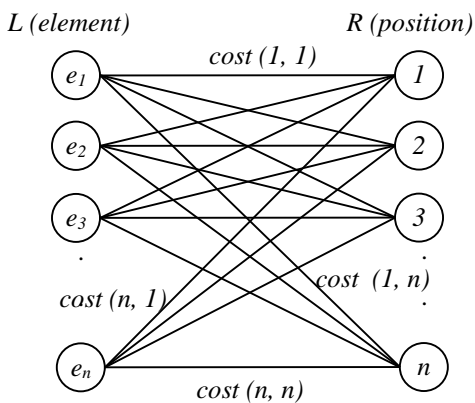 L (element) R (position)
cost (1, 1)
e1 1
e2 2
e3 3
. .
cost (1, n)
cost (n, 1) .
en n
cost (n, n)